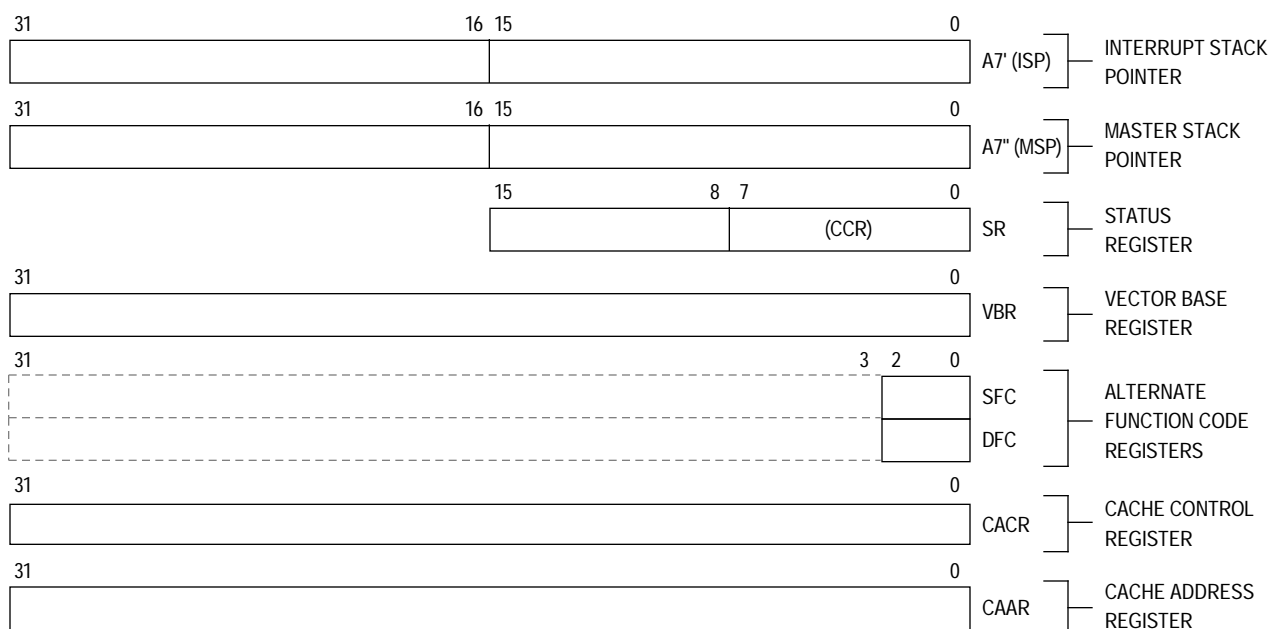 31 16 15 0
A7' (ISP) INTERRUPT STACK
POINTER
31 16 15 0
A7" (MSP) MASTER STACK
POINTER
15 8 7 0
(CCR) SR STATUS
REGISTER
31 0
VBR VECTOR BASE
REGISTER
31 3 2 0
SFC ALTERNATE
FUNCTION CODE
DFC REGISTERS
31 0
CACR CACHE CONTROL
REGISTER
31 0
CAAR CACHE ADDRESS
REGISTER